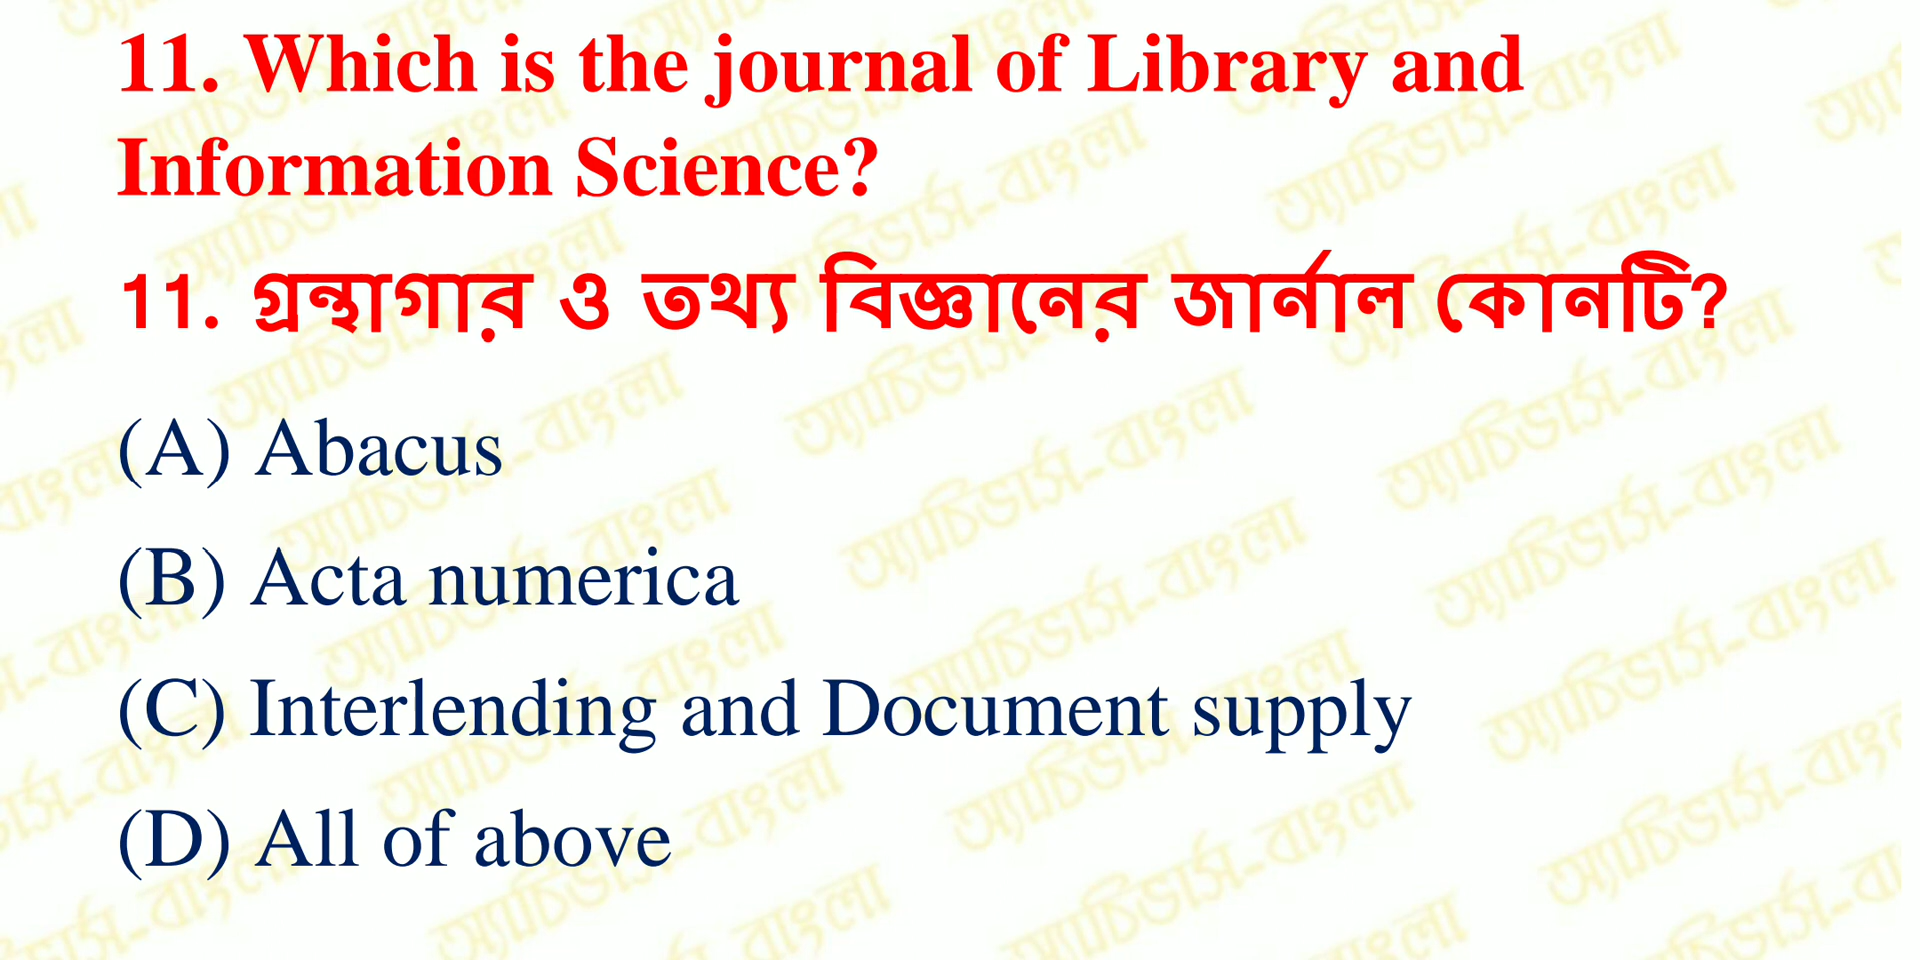 11. Which is the journal of Library and
Information Science?
11. গ্রন্থাগার ও তথ্য বিজ্ঞানের জার্নাল কোনটি?
(A) Abacus
(B) Acta numerica
(C) Interlending and Document supply
(D) All of above